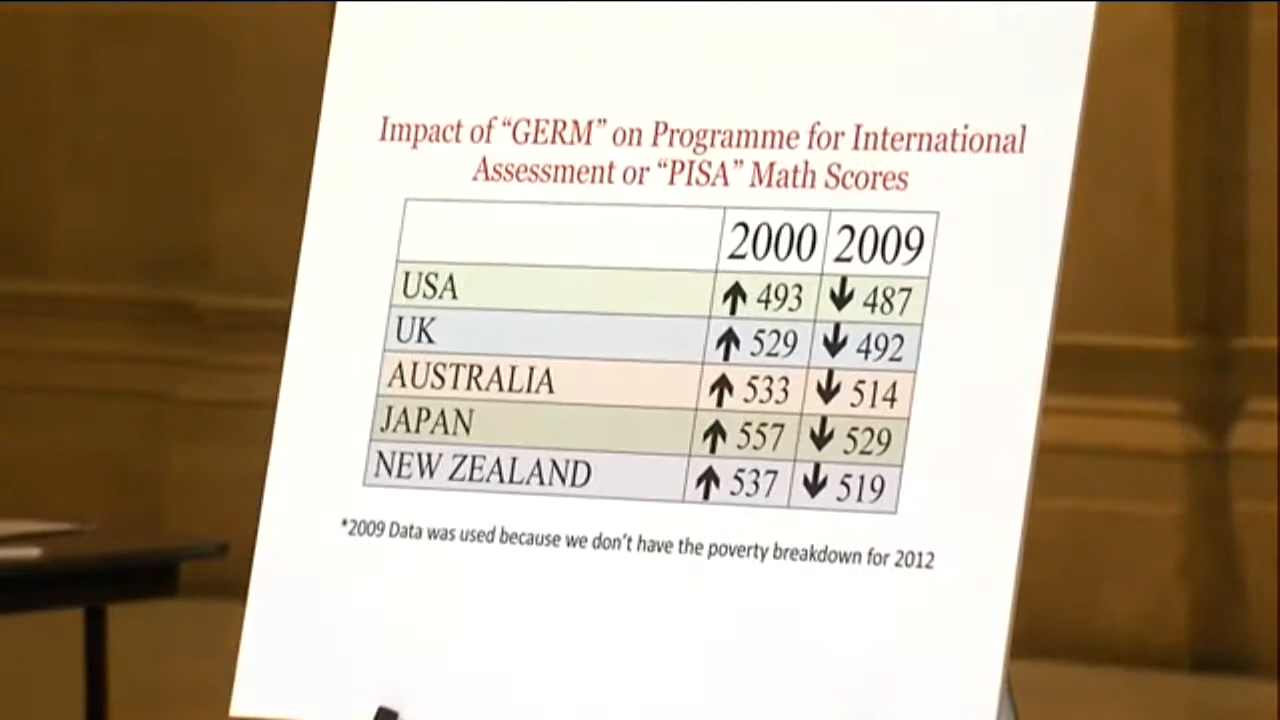 Impact of “GERM” on Programme for International
Assessment or “PISA” Math Scores
2000 2009
USA ↑ 493 ↓ 487
UK ↑ 529 ↓ 492
AUSTRALIA ↑ 533 ↓ 514
JAPAN ↑ 557 ↓ 529
NEW ZEALAND ↑ 537 ↓ 519
*2009 Data was used because we don’t have the poverty breakdown for 2012